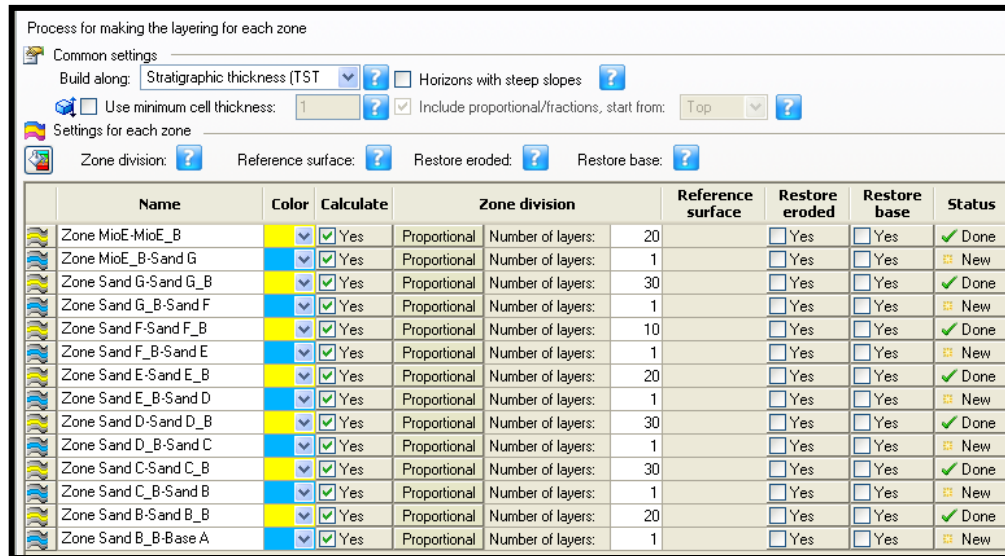 Process for making the layering for each zone
Common settings
Build along: Stratigraphic thickness (TST ? Horizons with steep slopes ?
Use minimum cell thickness: 1 ? Include proportional/fractions, start from: Top ?
Settings for each zone
Zone division: ? Reference surface: ? Restore eroded: ? Restore base: ?
Name Color Calculate Zone division Reference surface Restore eroded Restore base Status
Zone MioE-MioE_B Yes Proportional Number of layers: 20 Yes Yes Done
Zone MioE_B-Sand G Yes Proportional Number of layers: 1 Yes Yes New
Zone Sand G-Sand G_B Yes Proportional Number of layers: 30 Yes Yes Done
Zone Sand G_B-Sand F Yes Proportional Number of layers: 1 Yes Yes New
Zone Sand F-Sand F_B Yes Proportional Number of layers: 10 Yes Yes Done
Zone Sand F_B-Sand E Yes Proportional Number of layers: 1 Yes Yes New
Zone Sand E-Sand E_B Yes Proportional Number of layers: 20 Yes Yes Done
Zone Sand E_B-Sand D Yes Proportional Number of layers: 1 Yes Yes New
Zone Sand D-Sand D_B Yes Proportional Number of layers: 30 Yes Yes Done
Zone Sand D_B-Sand C Yes Proportional Number of layers: 1 Yes Yes New
Zone Sand C-Sand C_B Yes Proportional Number of layers: 30 Yes Yes Done
Zone Sand C_B-Sand B Yes Proportional Number of layers: 1 Yes Yes New
Zone Sand B-Sand B_B Yes Proportional Number of layers: 20 Yes Yes Done
Zone Sand B_B-Base A Yes Proportional Number of layers: 1 Yes Yes New